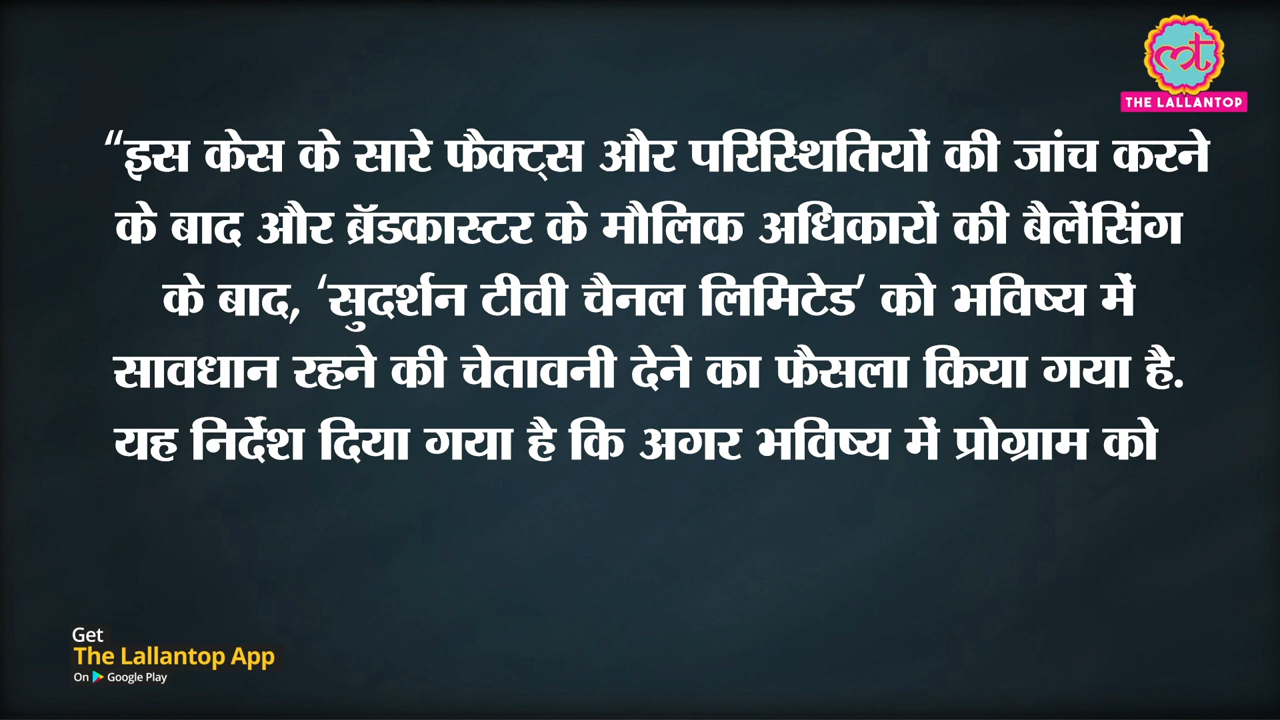 THE LALLANTOP
“इस केस के सारे फैक्ट्स और परिस्थितियों की जांच करने
के बाद और ब्रॅडकास्टर के मौलिक अधिकारों की बैलेंसिंग
के बाद, ‘सुदर्शन टीवी चैनल लिमिटेड’ को भविष्य में
सावधान रहने की चेतावनी देने का फैसला किया गया है.
यह निर्देश दिया गया है कि अगर भविष्य में प्रोग्राम को
Get
The Lallantop App
On Google Play